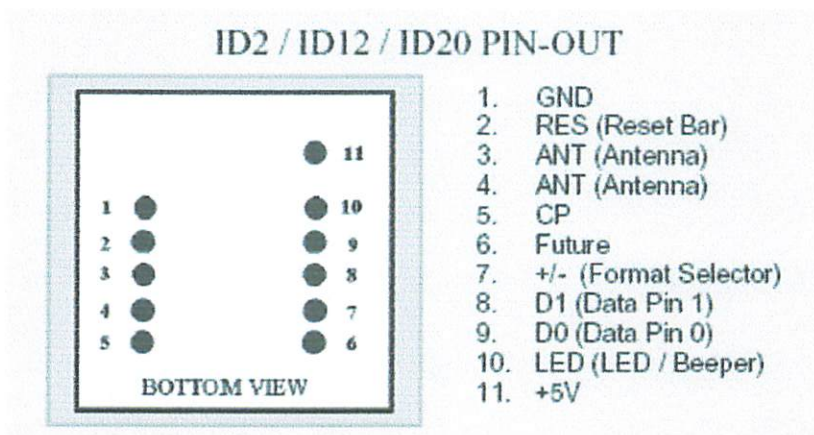 ID2 / ID12 / ID20 PIN-OUT
11
1 10
2 9
3 8
4 7
5 6
BOTTOM VIEW
1. GND
2. RES (Reset Bar)
3. ANT (Antenna)
4. ANT (Antenna)
5. CP
6. Future
7. +/- (Format Selector)
8. D1 (Data Pin 1)
9. D0 (Data Pin 0)
10. LED (LED / Beeper)
11. +5V